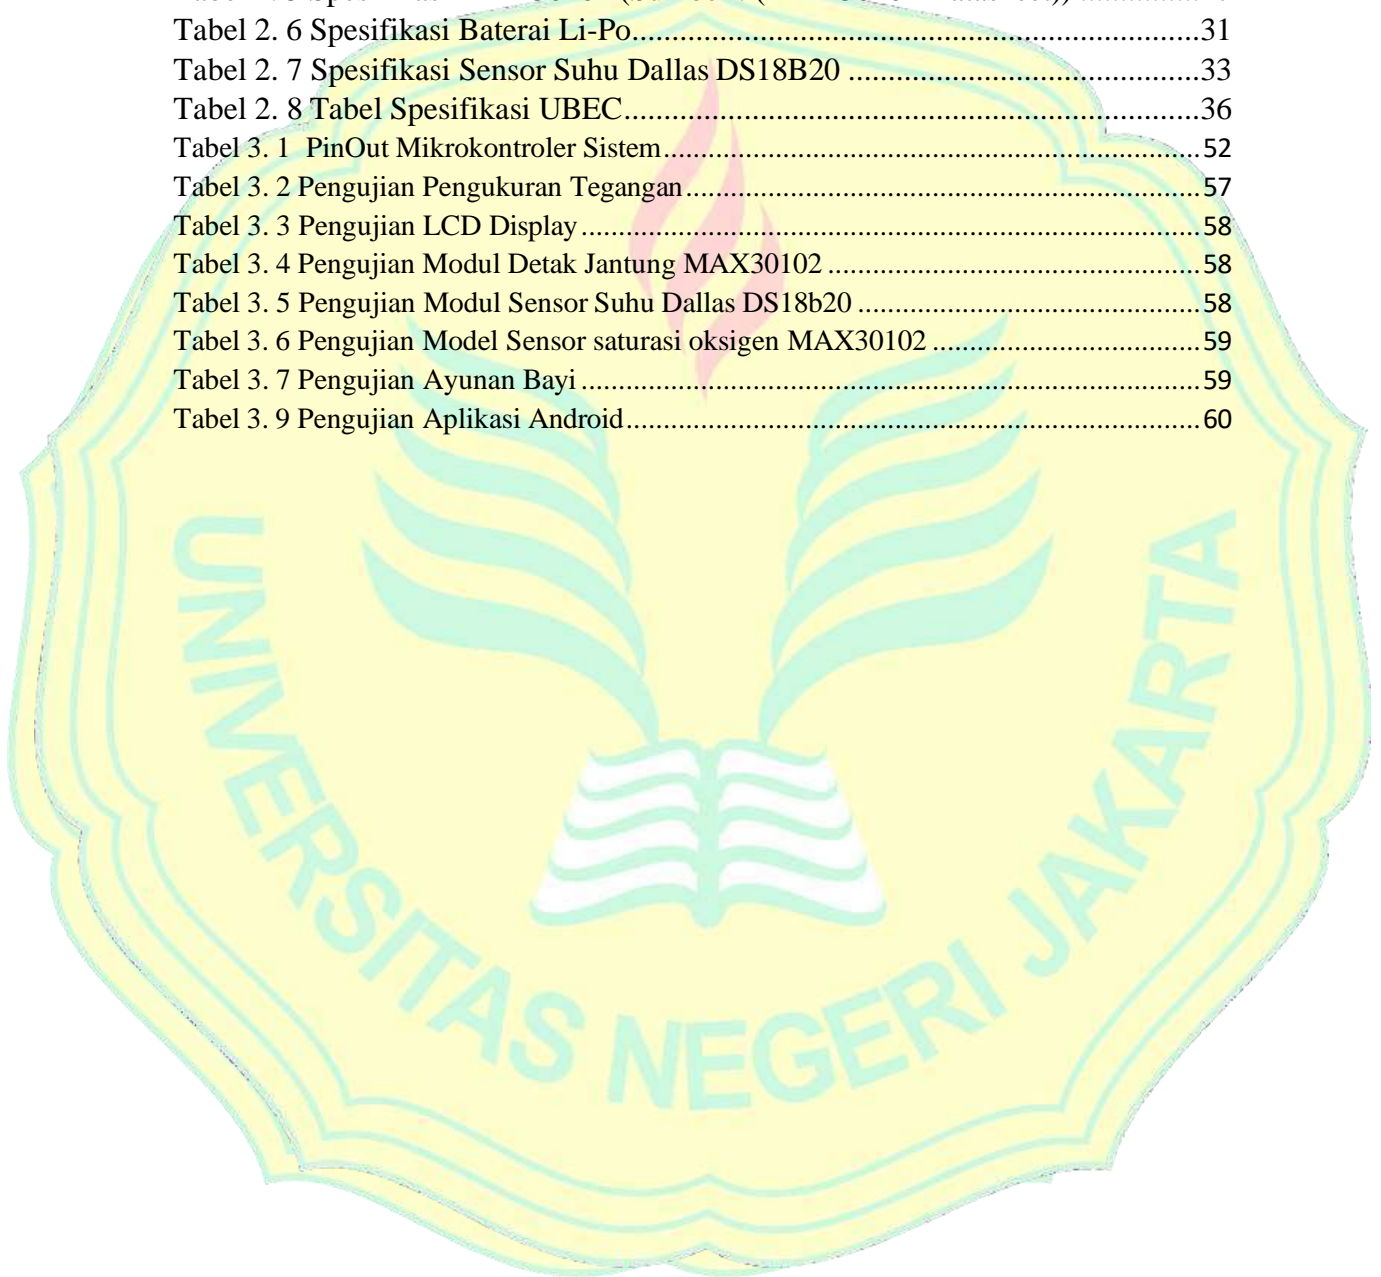 Tabel 2. 6 Spesifikasi Baterai Li-Po.............................................................................31
Tabel 2. 7 Spesifikasi Sensor Suhu Dallas DS18B20 ................................................33
Tabel 2. 8 Tabel Spesifikasi UBEC..............................................................................36
Tabel 3. 1  PinOut Mikrokontroler Sistem......................................................................................52
Tabel 3. 2 Pengujian Pengukuran Tegangan...................................................................................57
Tabel 3. 3 Pengujian LCD Display ...................................................................................................58
Tabel 3. 4 Pengujian Modul Detak Jantung MAX30102 ............................................................58
Tabel 3. 5 Pengujian Modul Sensor Suhu Dallas DS18b20 .......................................................58
Tabel 3. 6 Pengujian Model Sensor saturasi oksigen MAX30102 ...........................................59
Tabel 3. 7 Pengujian Ayunan Bayi ...................................................................................................59
Tabel 3. 9 Pengujian Aplikasi Android............................................................................................60
UNIVERSITAS NEGERI JAKARTA